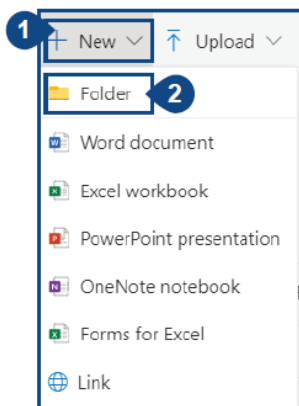 1
New Upload
Folder 2
Word document
Excel workbook
PowerPoint presentation
OneNote notebook
Forms for Excel
Link